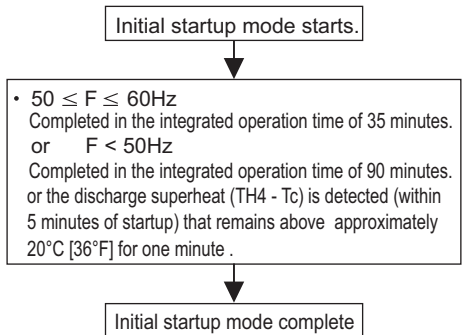 Initial startup mode starts.
• 50 ≤ F ≤ 60Hz
Completed in the integrated operation time of 35 minutes.
or F < 50Hz
Completed in the integrated operation time of 90 minutes.
or the discharge superheat (TH4 - Tc) is detected (within
5 minutes of startup) that remains above approximately
20°C [36°F] for one minute .
Initial startup mode complete